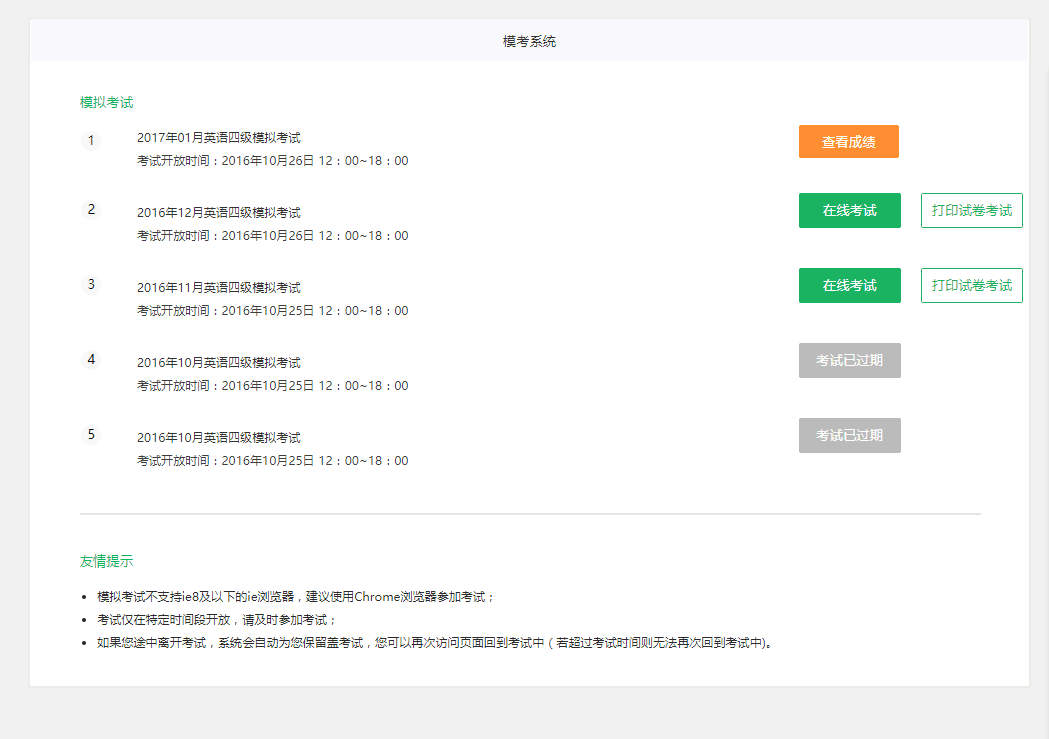 模考系统
模拟考试
1
2017年01月英语四级模拟考试
查看成绩
考试开放时间：2016年10月26日 12：00~18：00
2
2016年12月英语四级模拟考试
在线考试
打印试卷考试
考试开放时间：2016年10月26日 12：00~18：00
3
2016年11月英语四级模拟考试
在线考试
打印试卷考试
考试开放时间：2016年10月25日 12：00~18：00
4
2016年10月英语四级模拟考试
考试已过期
考试开放时间：2016年10月25日 12：00~18：00
5
2016年10月英语四级模拟考试
考试已过期
考试开放时间：2016年10月25日 12：00~18：00
友情提示
• 模拟考试不支持ie8及以下的ie浏览器，建议使用Chrome浏览器参加考试；
• 考试仅在特定时间段开放，请及时参加考试；
• 如果您途中离开考试，系统会自动为您保留盖考试，您可以再次访问页面回到考试中（若超过考试时间则无法再次回到考试中)。